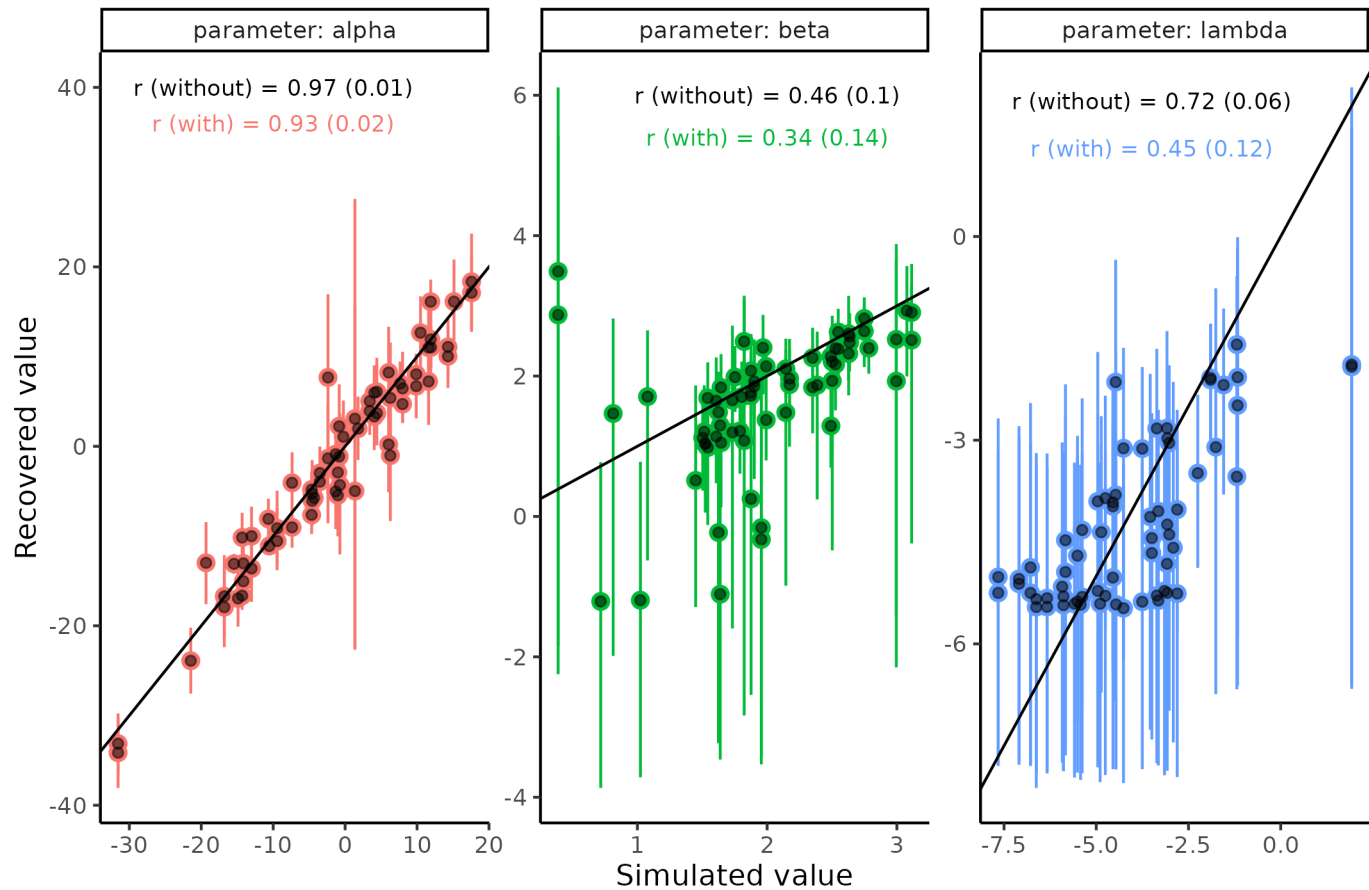 parameter: alpha
parameter: beta
parameter: lambda
r (without) = 0.97 (0.01)
r (with) = 0.93 (0.02)
r (without) = 0.46 (0.1)
r (with) = 0.34 (0.14)
r (without) = 0.72 (0.06)
r (with) = 0.45 (0.12)
Recovered value
40
20
0
-20
-40
6
4
2
0
-2
-4
0
-3
-6
-30 -20 -10 0 10 20
1 2 3
-7.5 -5.0 -2.5 0.0
Simulated value